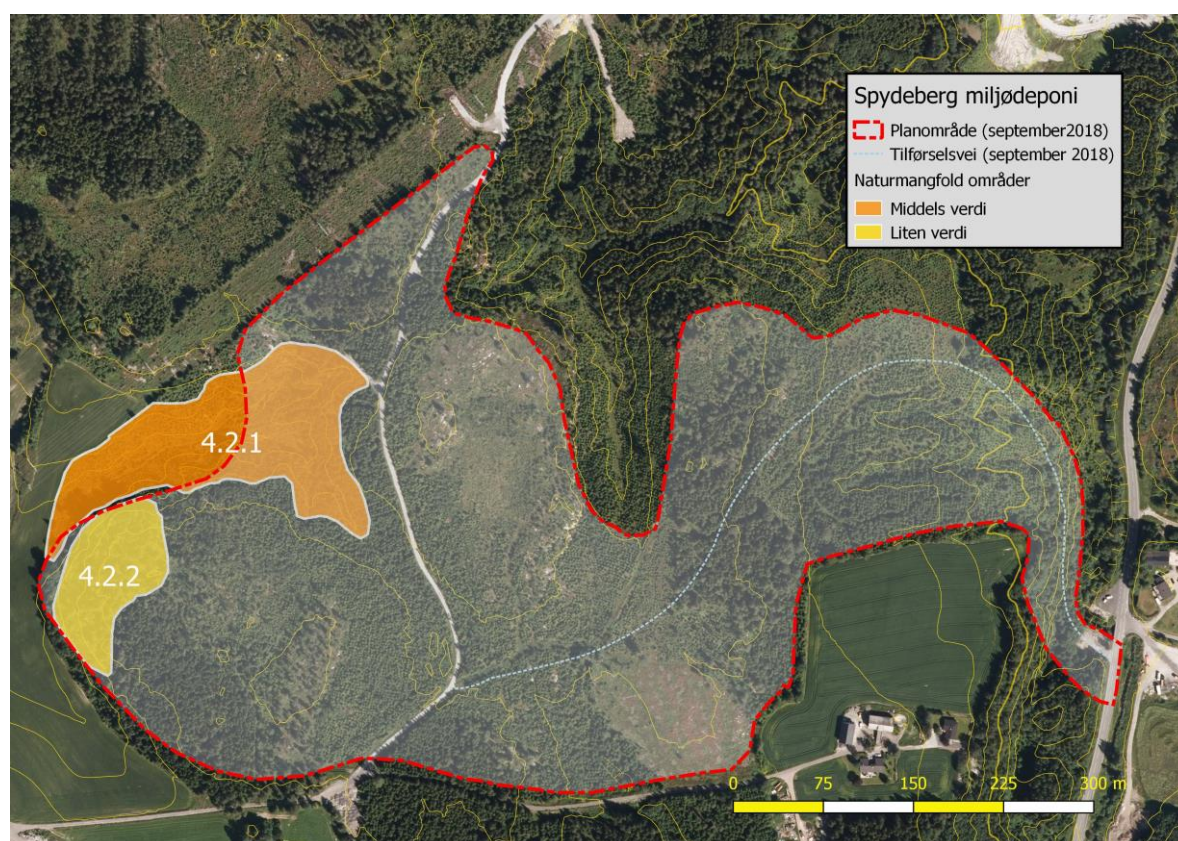 Spydeberg miljødeponi
Planområde (september2018)
Tilførselsvei (september 2018)
Naturmangfold områder
Middels verdi
Liten verdi
4.2.1
4.2.2
0 75 150 225 300 m